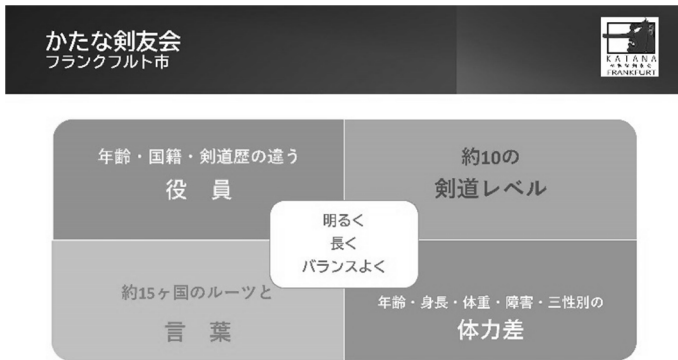 かたな剣友会
フランクフルト市
KATANA
FRANKFURT
年齢・国籍・剣道歴の違う
役 員
約10の
剣道レベル
明るく
長く
バランスよく
約15ヶ国のルーツと
言 葉
年齢・身長・体重・障害・三性別の
体力差